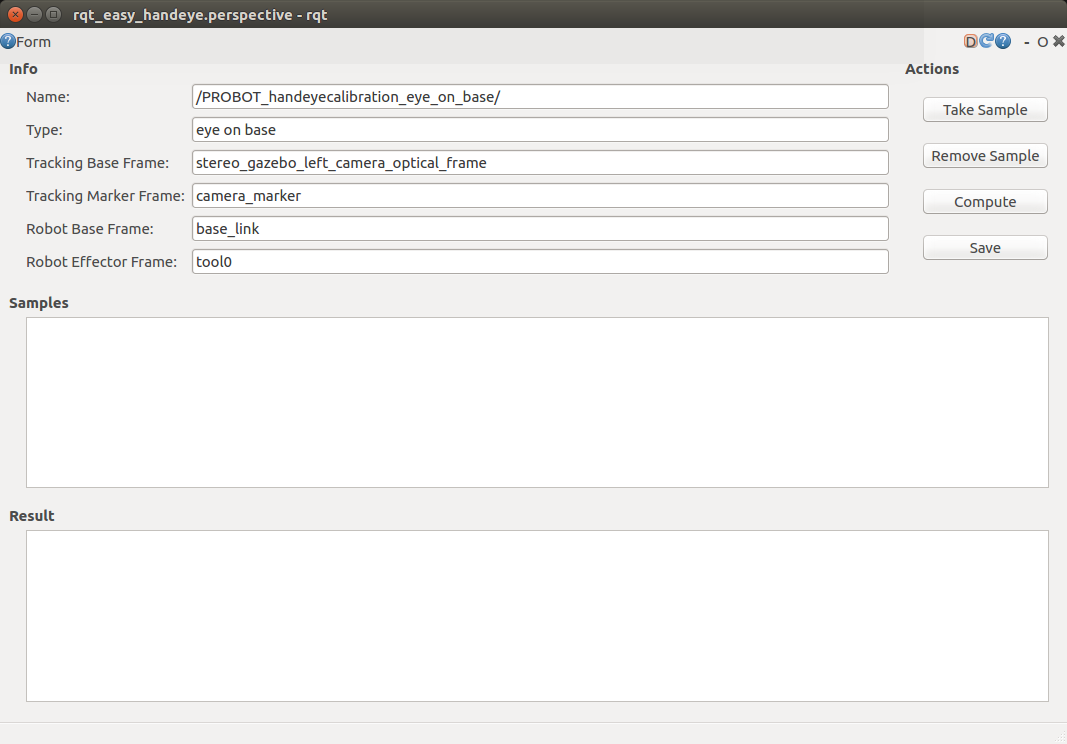 rqt_easy_handeye.perspective - rqt
Form
D - O
Info
Actions
Name: /PROBOT_handeyecalibration_eye_on_base/
Take Sample
Type: eye on base
Remove Sample
Tracking Base Frame: stereo_gazebo_left_camera_optical_frame
Tracking Marker Frame: camera_marker
Compute
Robot Base Frame: base_link
Save
Robot Effector Frame: tool0
Samples
Result